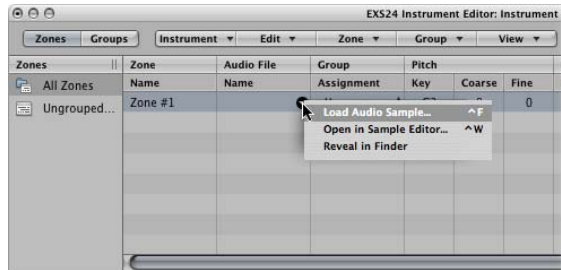 EXS24 Instrument Editor: Instrument
Zones Groups Instrument Edit Zone Group View
Zones Zone Audio File Group Pitch
All Zones Name Name Assignment Key Coarse Fine
Ungrouped... Zone #1 0
Load Audio Sample... ^F
Open in Sample Editor... ^W
Reveal in Finder